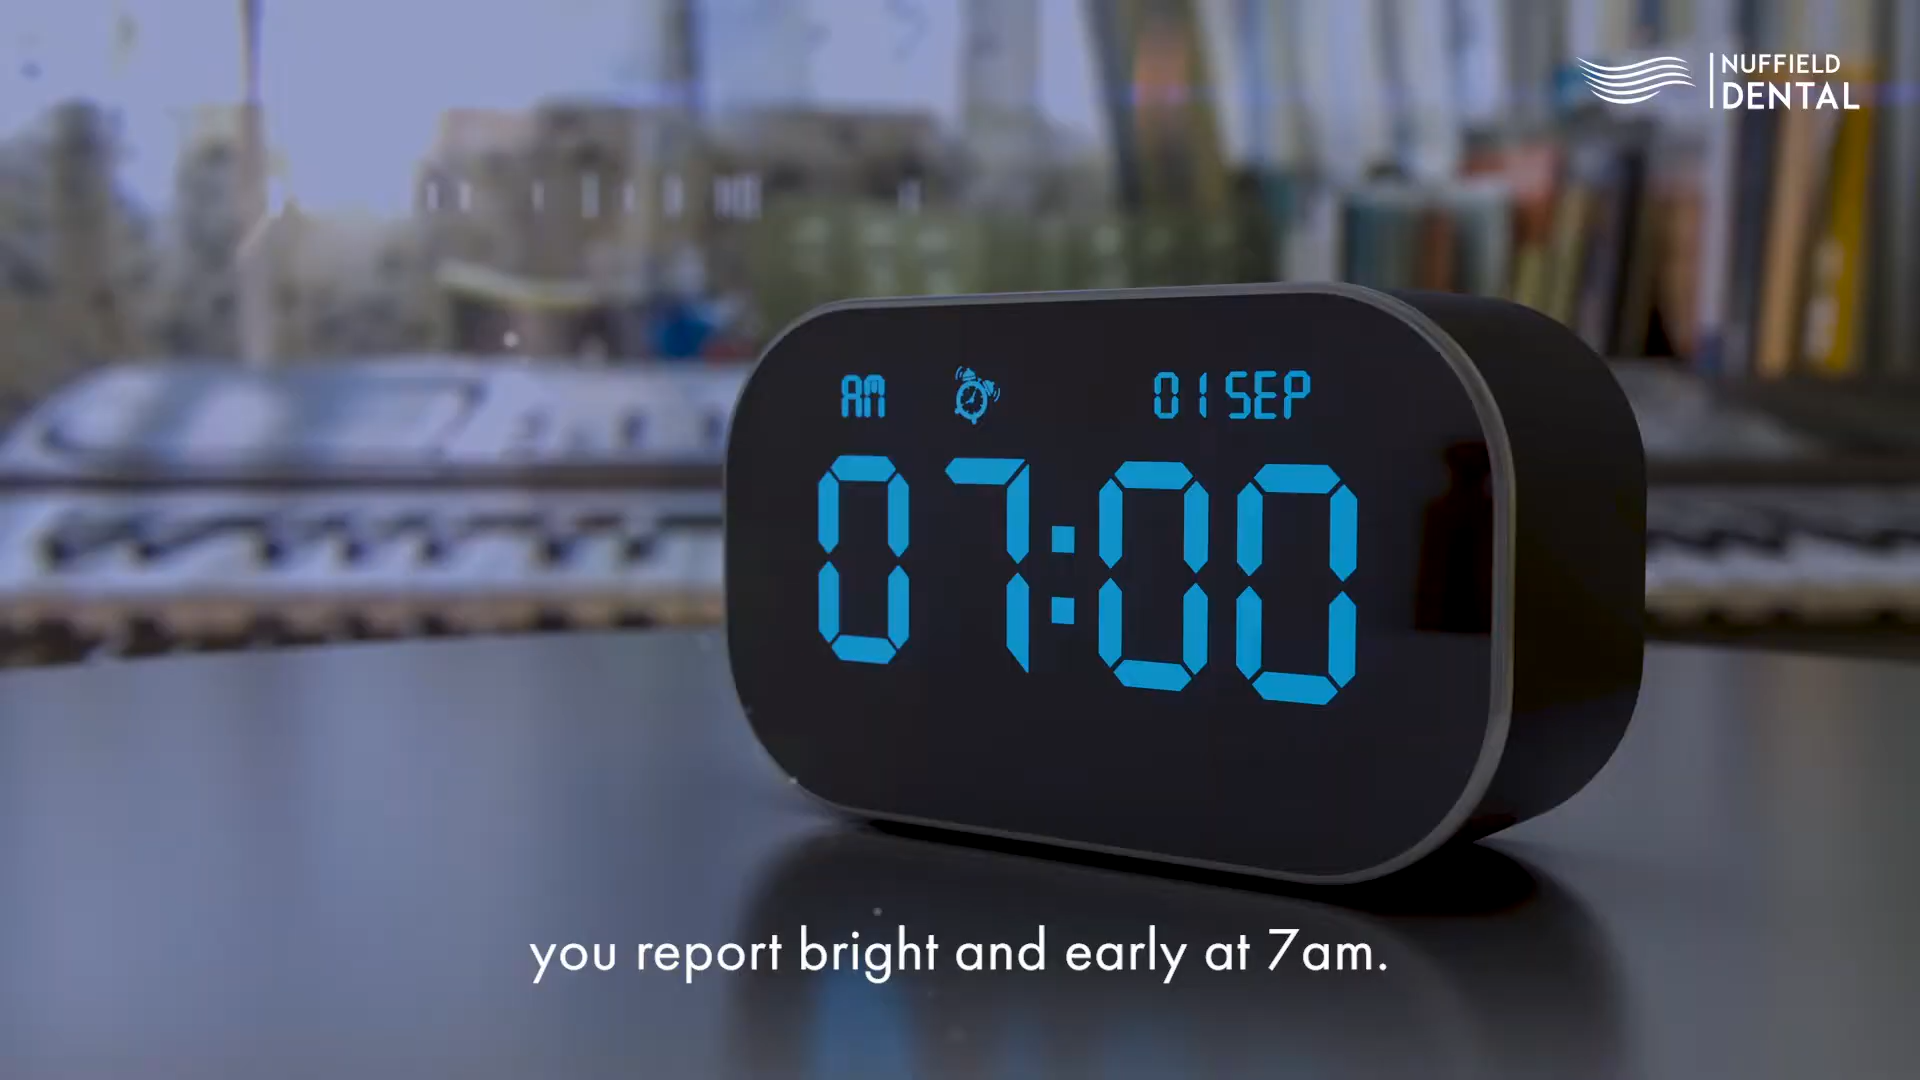 NUFFIELD
DENTAL
AM 01 SEP
07:00
you report bright and early at 7am.